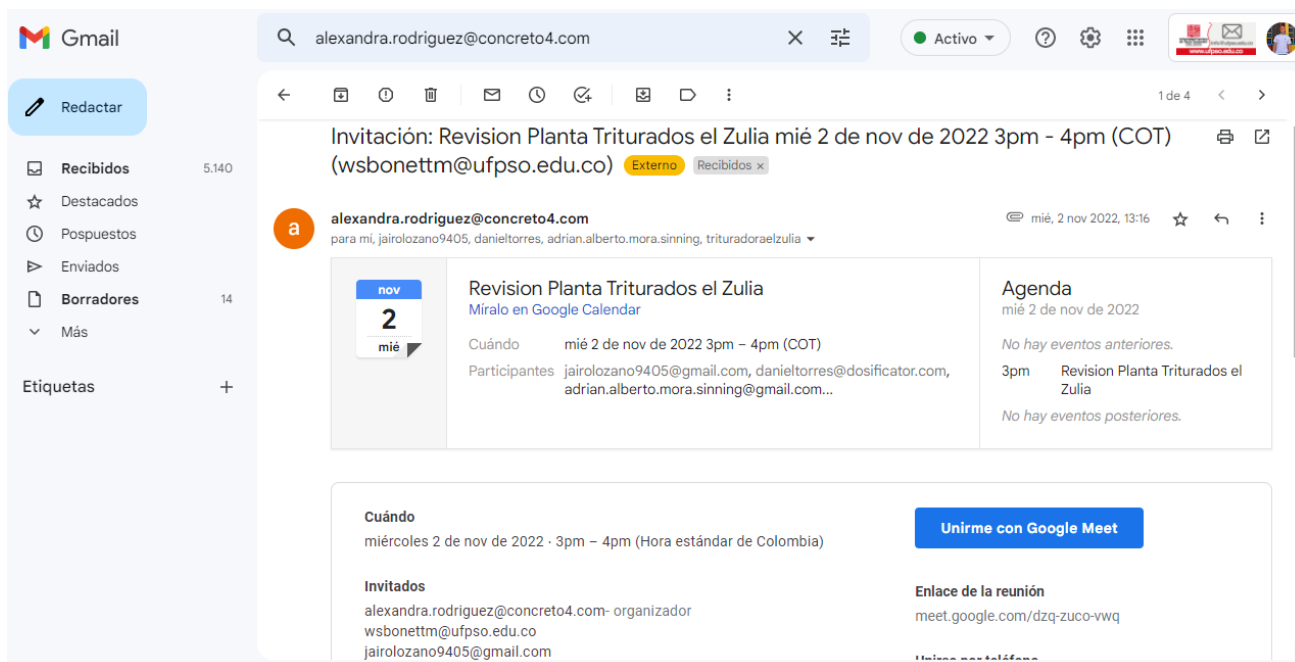 Gmail
alexandra.rodriguez@concreto4.com
Activo
www.ufpso.edu.co
Redactar
1 de 4
Recibidos 5.140
Destacados
Pospuestos
Enviados
Borradores 14
Más
Etiquetas
Invitación: Revision Planta Triturados el Zulia mié 2 de nov de 2022 3pm - 4pm (COT)
(wsbonettm@ufpso.edu.co) Externo Recibidos ×
a
alexandra.rodriguez@concreto4.com
mié, 2 nov 2022, 13:16
para mí, jairolozano9405, danieltorres, adrian.alberto.mora.sinning, trituradoraelzulia
nov
2
mié
Revision Planta Triturados el Zulia
Míralo en Google Calendar
Cuándo mié 2 de nov de 2022 3pm – 4pm (COT)
Participantes jairolozano9405@gmail.com, danieltorres@dosificator.com,
adrian.alberto.mora.sinning@gmail.com...
Agenda
mié 2 de nov de 2022
No hay eventos anteriores.
3pm Revision Planta Triturados el
Zulia
No hay eventos posteriores.
Cuándo
miércoles 2 de nov de 2022 · 3pm – 4pm (Hora estándar de Colombia)
Invitados
alexandra.rodriguez@concreto4.com- organizador
wsbonettm@ufpso.edu.co
jairolozano9405@gmail.com
Unirme con Google Meet
Enlace de la reunión
meet.google.com/dzq-zuco-vwq
Unirse por teléfono